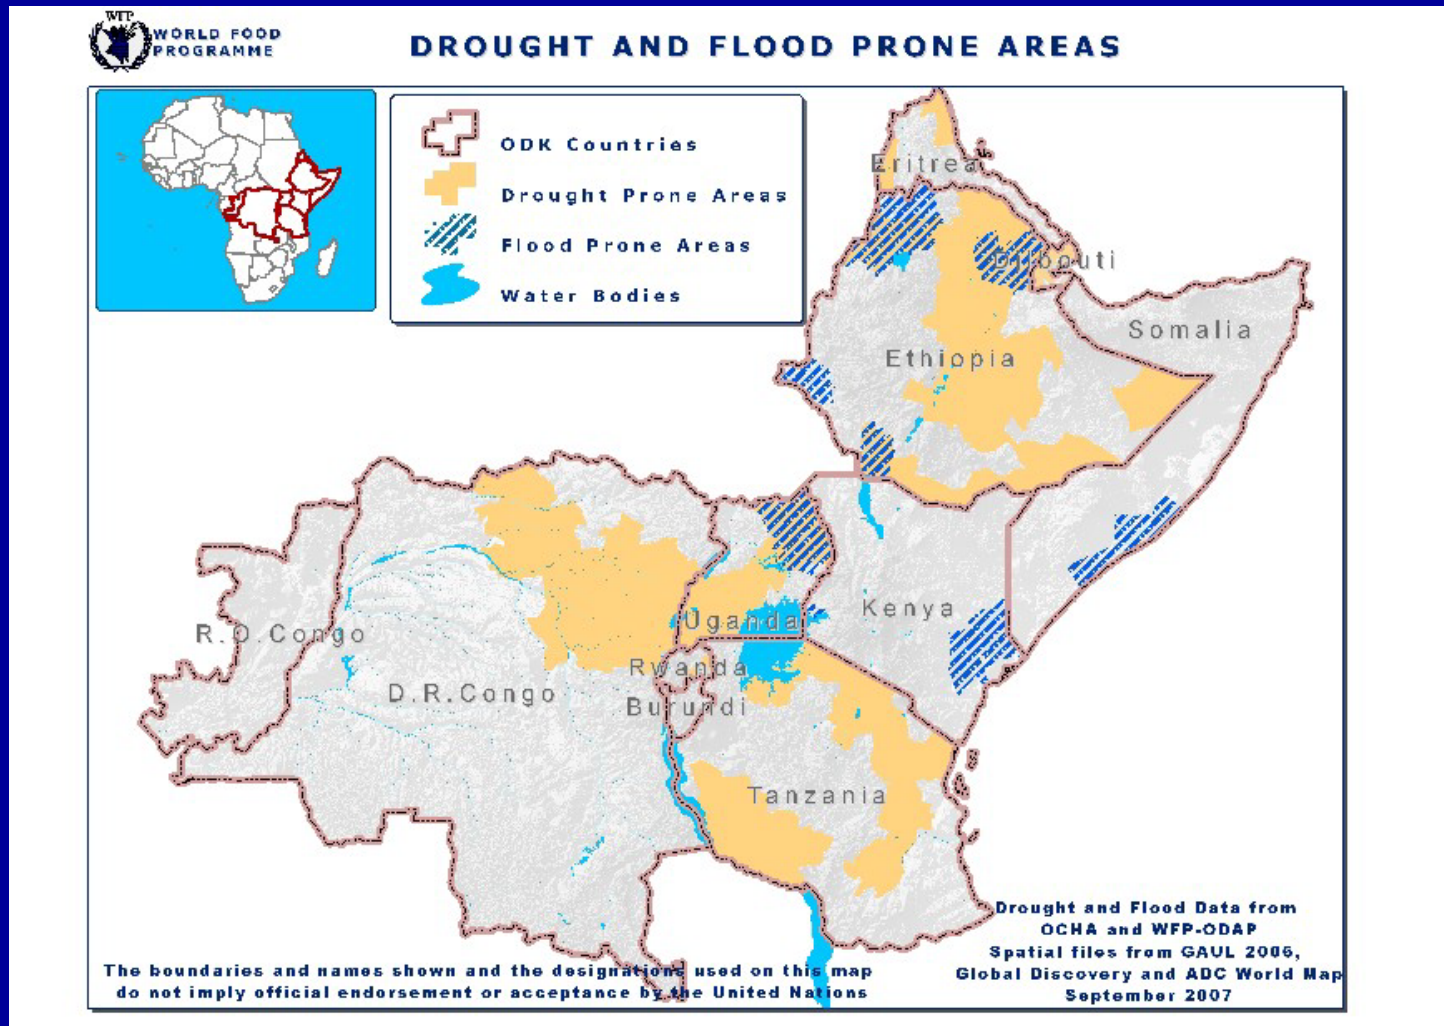 WFP
WORLD FOOD
PROGRAMME
DROUGHT AND FLOOD PRONE AREAS
ODK Countries
Drought Prone Areas
Flood Prone Areas
Water Bodies
Eritrea
Djibouti
Somalia
Ethiopia
Uganda
Kenya
R.O.Congo
Rwanda
D.R.Congo
Burundi
Tanzania
Drought and Flood Data from
OCHA and WFP-ODAP
Spatial files from GAUL 2006,
Global Discovery and ADC World Map
September 2007
The boundaries and names shown and the designations used on this map
do not imply official endorsement or acceptance by the United Nations